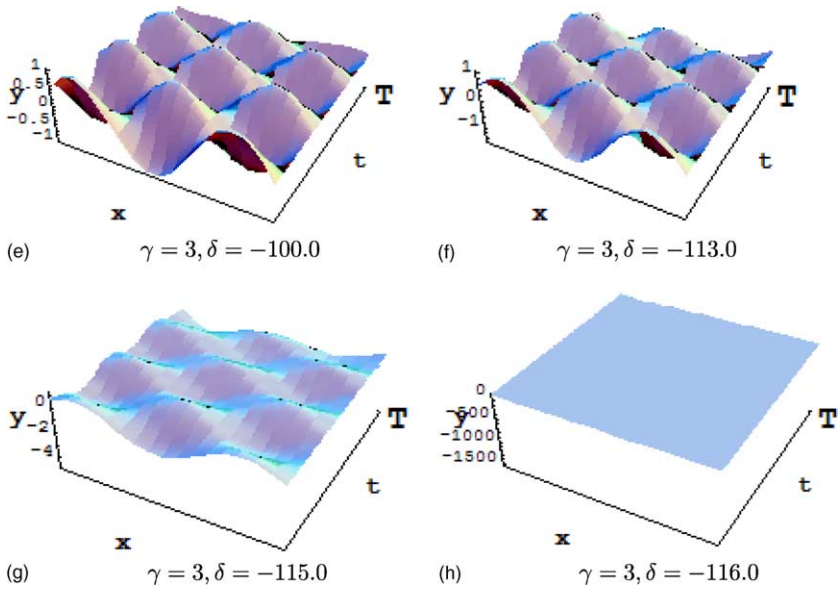 1
0.5
0
-0.5
-1
y
x
t
T
(e) γ = 3, δ = −100.0
1
0
-1
y
x
t
T
(f) γ = 3, δ = −113.0
0
-2
-4
y
x
t
T
(g) γ = 3, δ = −115.0
0
-500
-1000
-1500
y
x
t
T
(h) γ = 3, δ = −116.0